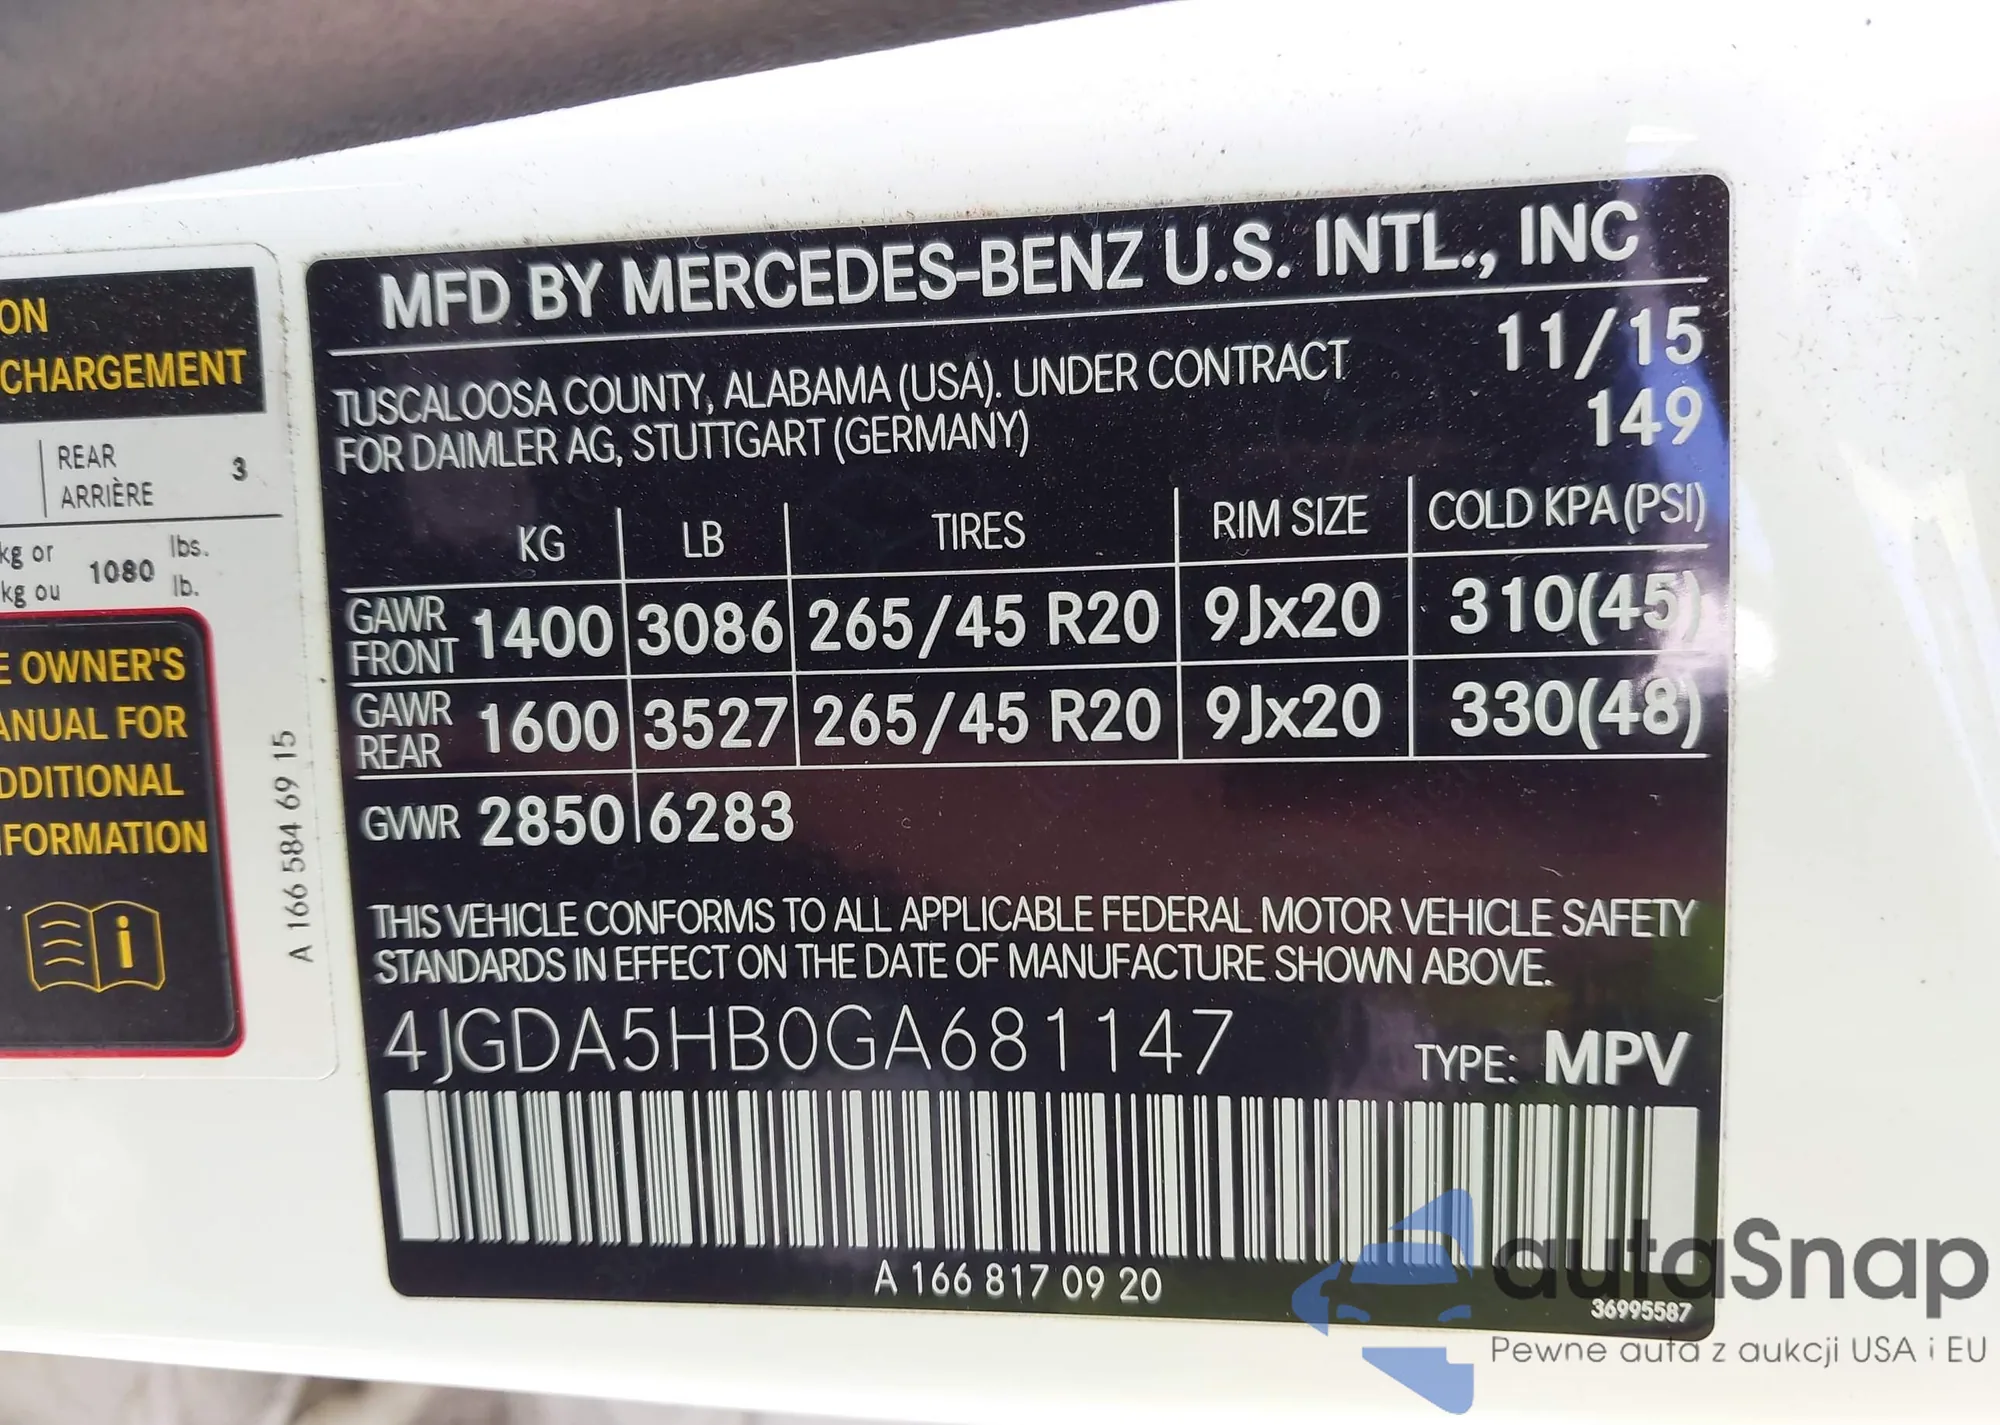 ON
CHARGEMENT
REAR 3
ARRIÈRE
kg or 1080 lbs.
kg ou lb.
OWNER'S
FOR
A 166 584 69 15
MFD BY MERCEDES-BENZ U.S. INTL., INC
TUSCALOOSA COUNTY, ALABAMA (USA). UNDER CONTRACT 11/15
FOR DAIMLER AG, STUTTGART (GERMANY) 149
KG LB TIRES RIM SIZE COLD KPA (PSI)
GAWR FRONT 1400 3086 265/45 R20 9Jx20 310(45)
GAWR REAR 1600 3527 265/45 R20 9Jx20 330(48)
GVWR 2850 6283
THIS VEHICLE CONFORMS TO ALL APPLICABLE FEDERAL MOTOR VEHICLE SAFETY
STANDARDS IN EFFECT ON THE DATE OF MANUFACTURE SHOWN ABOVE.
4JGDA5HB0GA681147 TYPE: MPV
A 166 817 09 20
36995587
autaSnap
Pewne auta z aukcji USA i EU